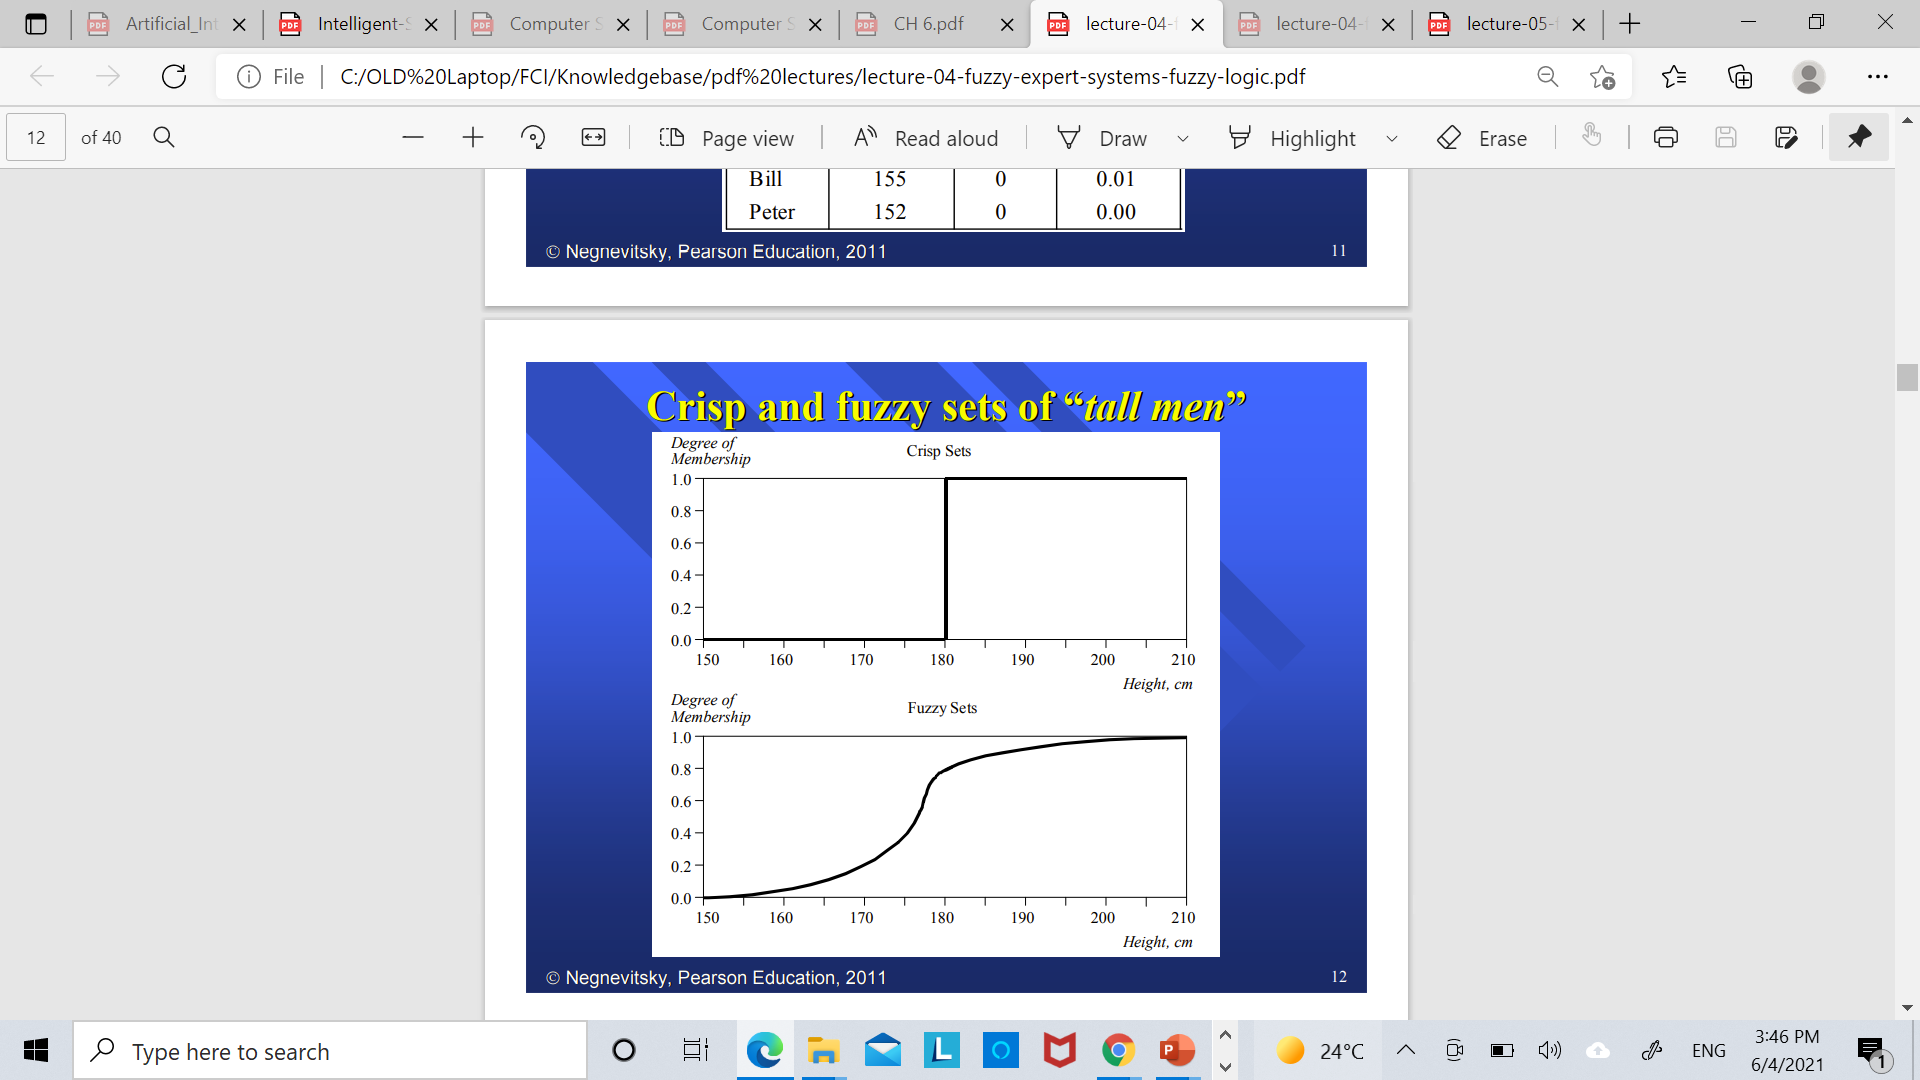 Artificial_Int
Intelligent-S
Computer S
Computer S
CH 6.pdf
lecture-04-f
lecture-04-f
lecture-05-f
File
C:/OLD%20Laptop/FCI/Knowledgebase/pdf%20lectures/lecture-04-fuzzy-expert-systems-fuzzy-logic.pdf
12 of 40
Page view
Read aloud
Draw
Highlight
Erase
Bill 155 0 0.01
Peter 152 0 0.00
© Negnevitsky, Pearson Education, 2011 11
Crisp and fuzzy sets of “tall men”
Degree of
Membership
Crisp Sets
1.0
0.8
0.6
0.4
0.2
0.0
150 160 170 180 190 200 210
Height, cm
Degree of
Membership
Fuzzy Sets
1.0
0.8
0.6
0.4
0.2
0.0
150 160 170 180 190 200 210
Height, cm
© Negnevitsky, Pearson Education, 2011 12
Type here to search
24°C
ENG
3:46 PM
6/4/2021
1